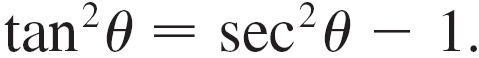 tan²θ = sec²θ − 1.